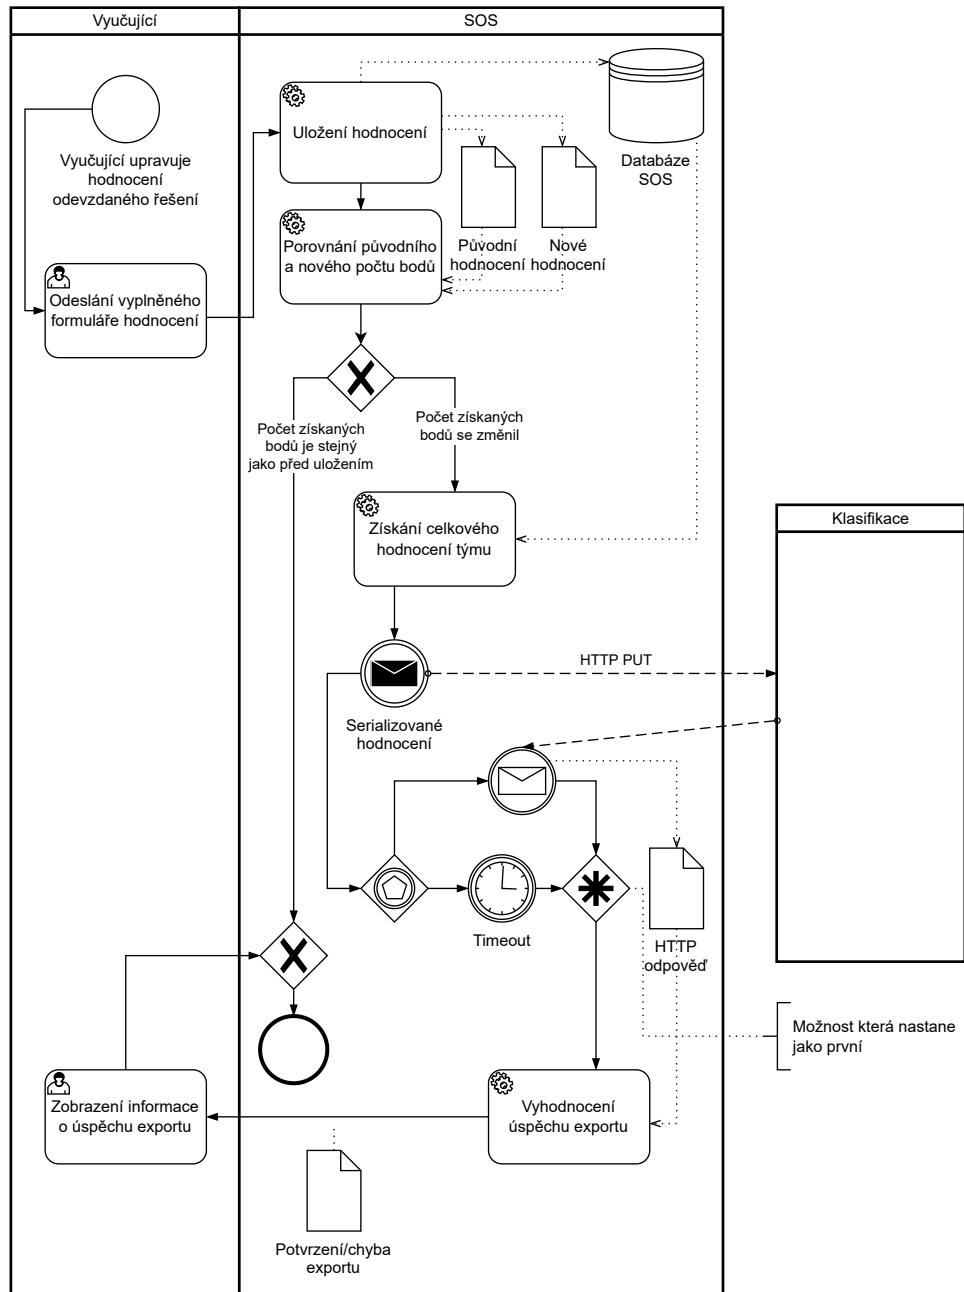 Vyučující
SOS
Vyučující upravuje
hodnocení
odevzdaného řešení
Uložení hodnocení
Databáze
SOS
Původní
hodnocení
Nové
hodnocení
Porovnání původního
a nového počtu bodů
Odeslání vyplněného
formuláře hodnocení
Počet získaných
bodů je stejný
jako před uložením
Počet získaných
bodů se změnil
Získání celkového
hodnocení týmu
Klasifikace
HTTP PUT
Serializované
hodnocení
Timeout
HTTP
odpověď
Možnost která nastane
jako první
Zobrazení informace
o úspěchu exportu
Vyhodnocení
úspěchu exportu
Potvrzení/chyba
exportu